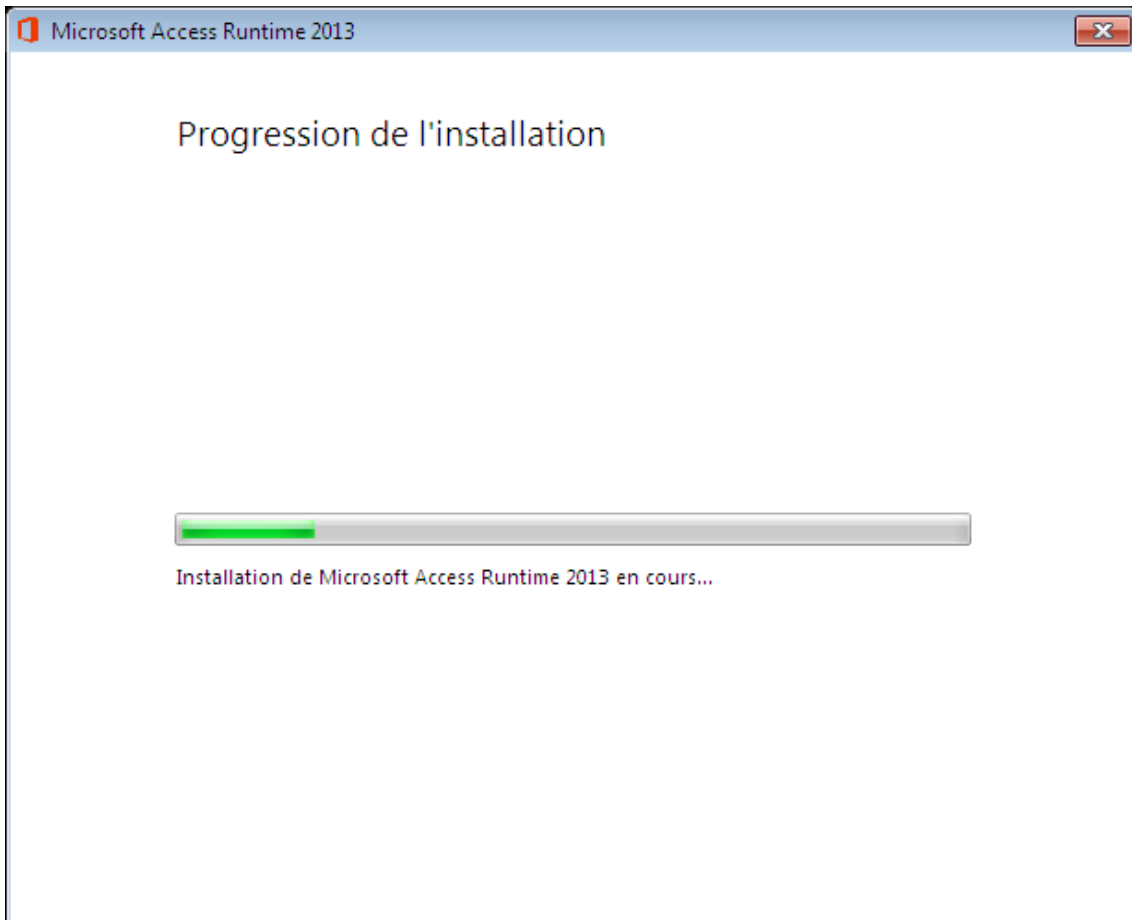 Microsoft Access Runtime 2013
Progression de l'installation
Installation de Microsoft Access Runtime 2013 en cours...